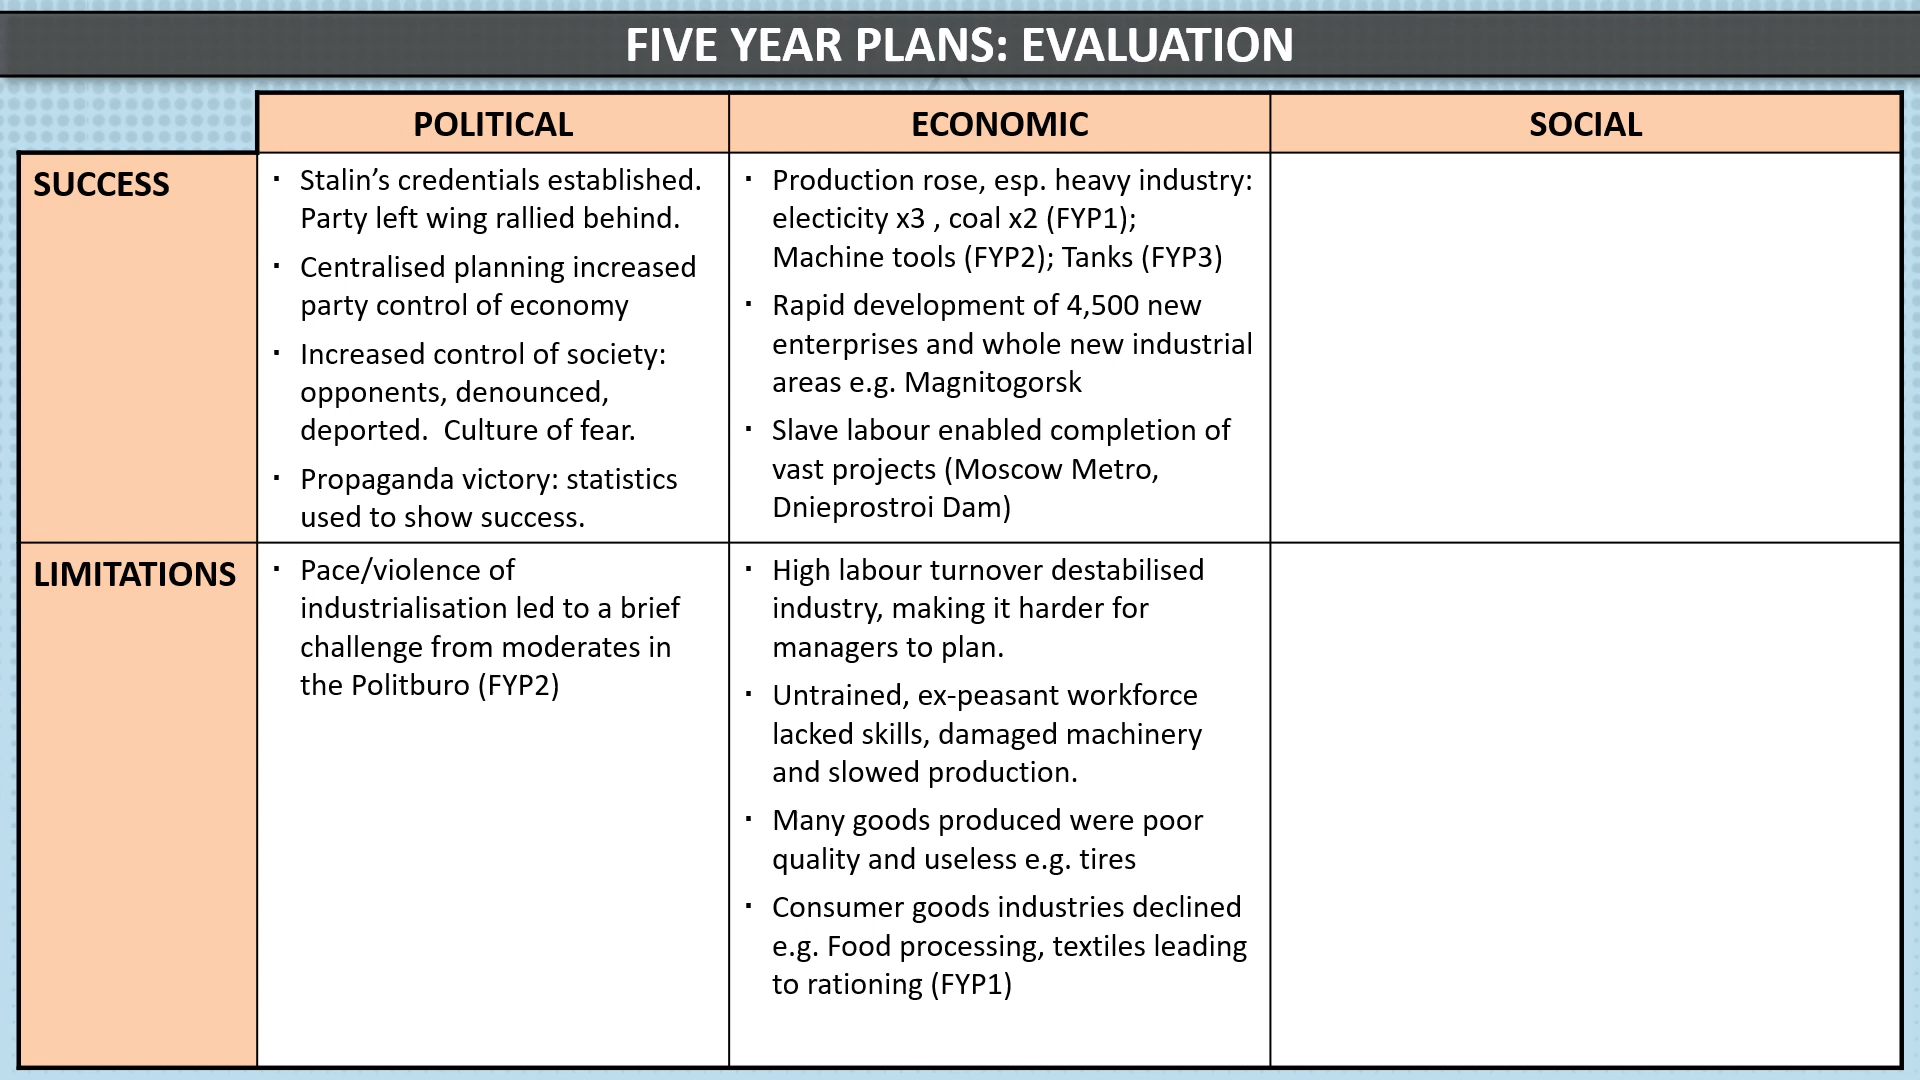 FIVE YEAR PLANS: EVALUATION
POLITICAL
ECONOMIC
SOCIAL
SUCCESS
· Stalin’s credentials established.
Party left wing rallied behind.
· Centralised planning increased
party control of economy
· Increased control of society:
opponents, denounced,
deported.  Culture of fear.
· Propaganda victory: statistics
used to show success.
· Production rose, esp. heavy industry:
electicity x3 , coal x2 (FYP1);
Machine tools (FYP2); Tanks (FYP3)
· Rapid development of 4,500 new
enterprises and whole new industrial
areas e.g. Magnitogorsk
· Slave labour enabled completion of
vast projects (Moscow Metro,
Dnieprostroi Dam)
LIMITATIONS
· Pace/violence of
industrialisation led to a brief
challenge from moderates in
the Politburo (FYP2)
· High labour turnover destabilised
industry, making it harder for
managers to plan.
· Untrained, ex-peasant workforce
lacked skills, damaged machinery
and slowed production.
· Many goods produced were poor
quality and useless e.g. tires
· Consumer goods industries declined
e.g. Food processing, textiles leading
to rationing (FYP1)